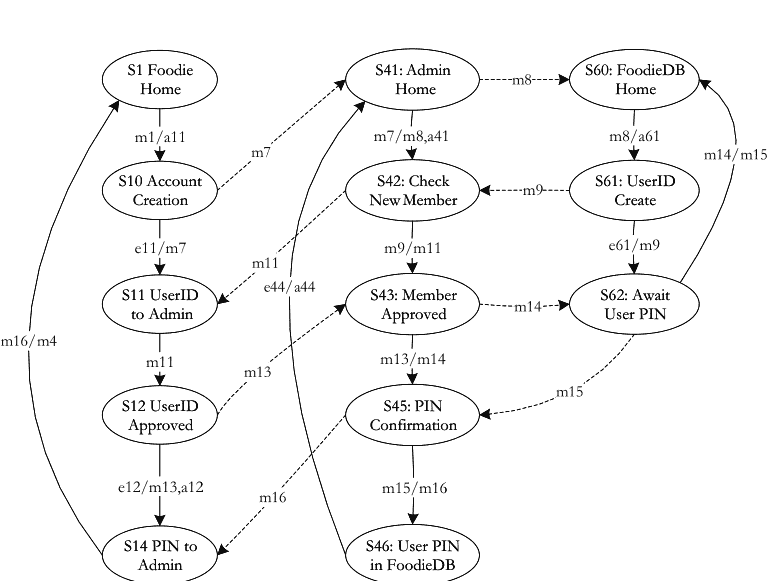 S1 Foodie
Home
S41: Admin
Home
m8
S60: FoodieDB
Home
m1/a11
m7
m7/m8,a41
m8/a61
m14/m15
S10 Account
Creation
S42: Check
New Member
m9
S61: UserID
Create
e11/m7
m11
m9/m11
e61/m9
e44/a44
S11 UserID
to Admin
S43: Member
Approved
m14
S62: Await
User PIN
m16/m4
m11
m13
m13/m14
m15
S12 UserID
Approved
S45: PIN
Confirmation
e12/m13,a12
m16
m15/m16
S14 PIN to
Admin
S46: User PIN
in FoodieDB